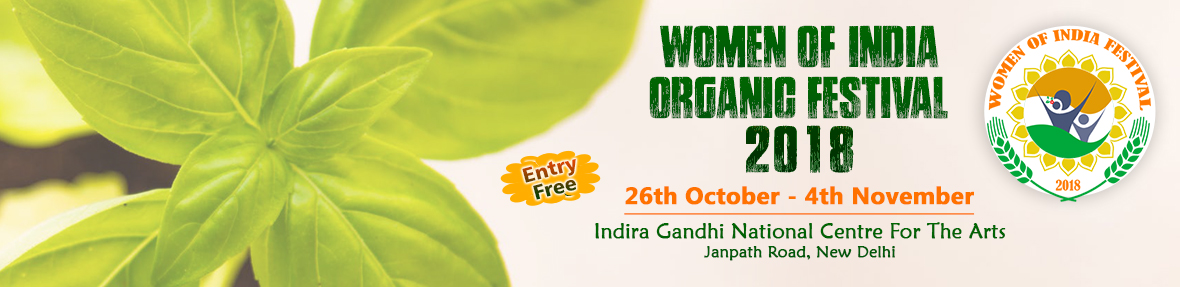 WOMEN OF INDIA
ORGANIC FESTIVAL
2018
Entry
Free
26th October - 4th November
Indira Gandhi National Centre For The Arts
Janpath Road, New Delhi
WOMEN OF INDIA FESTIVAL
2018